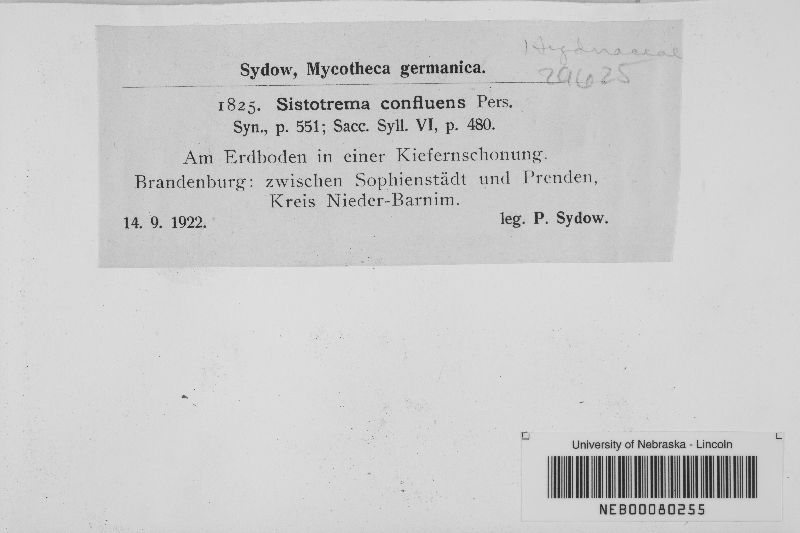 Hydnaceae
29625
Sydow, Mycotheca germanica.
1825. Sistotrema confluens Pers.
Syn., p. 551; Sacc. Syll. VI, p. 480.
Am Erdboden in einer Kiefernschonung.
Brandenburg: zwischen Sophienstädt und Prenden,
Kreis Nieder-Barnim.
14. 9. 1922. leg. P. Sydow.
University of Nebraska - Lincoln
NEB00080255